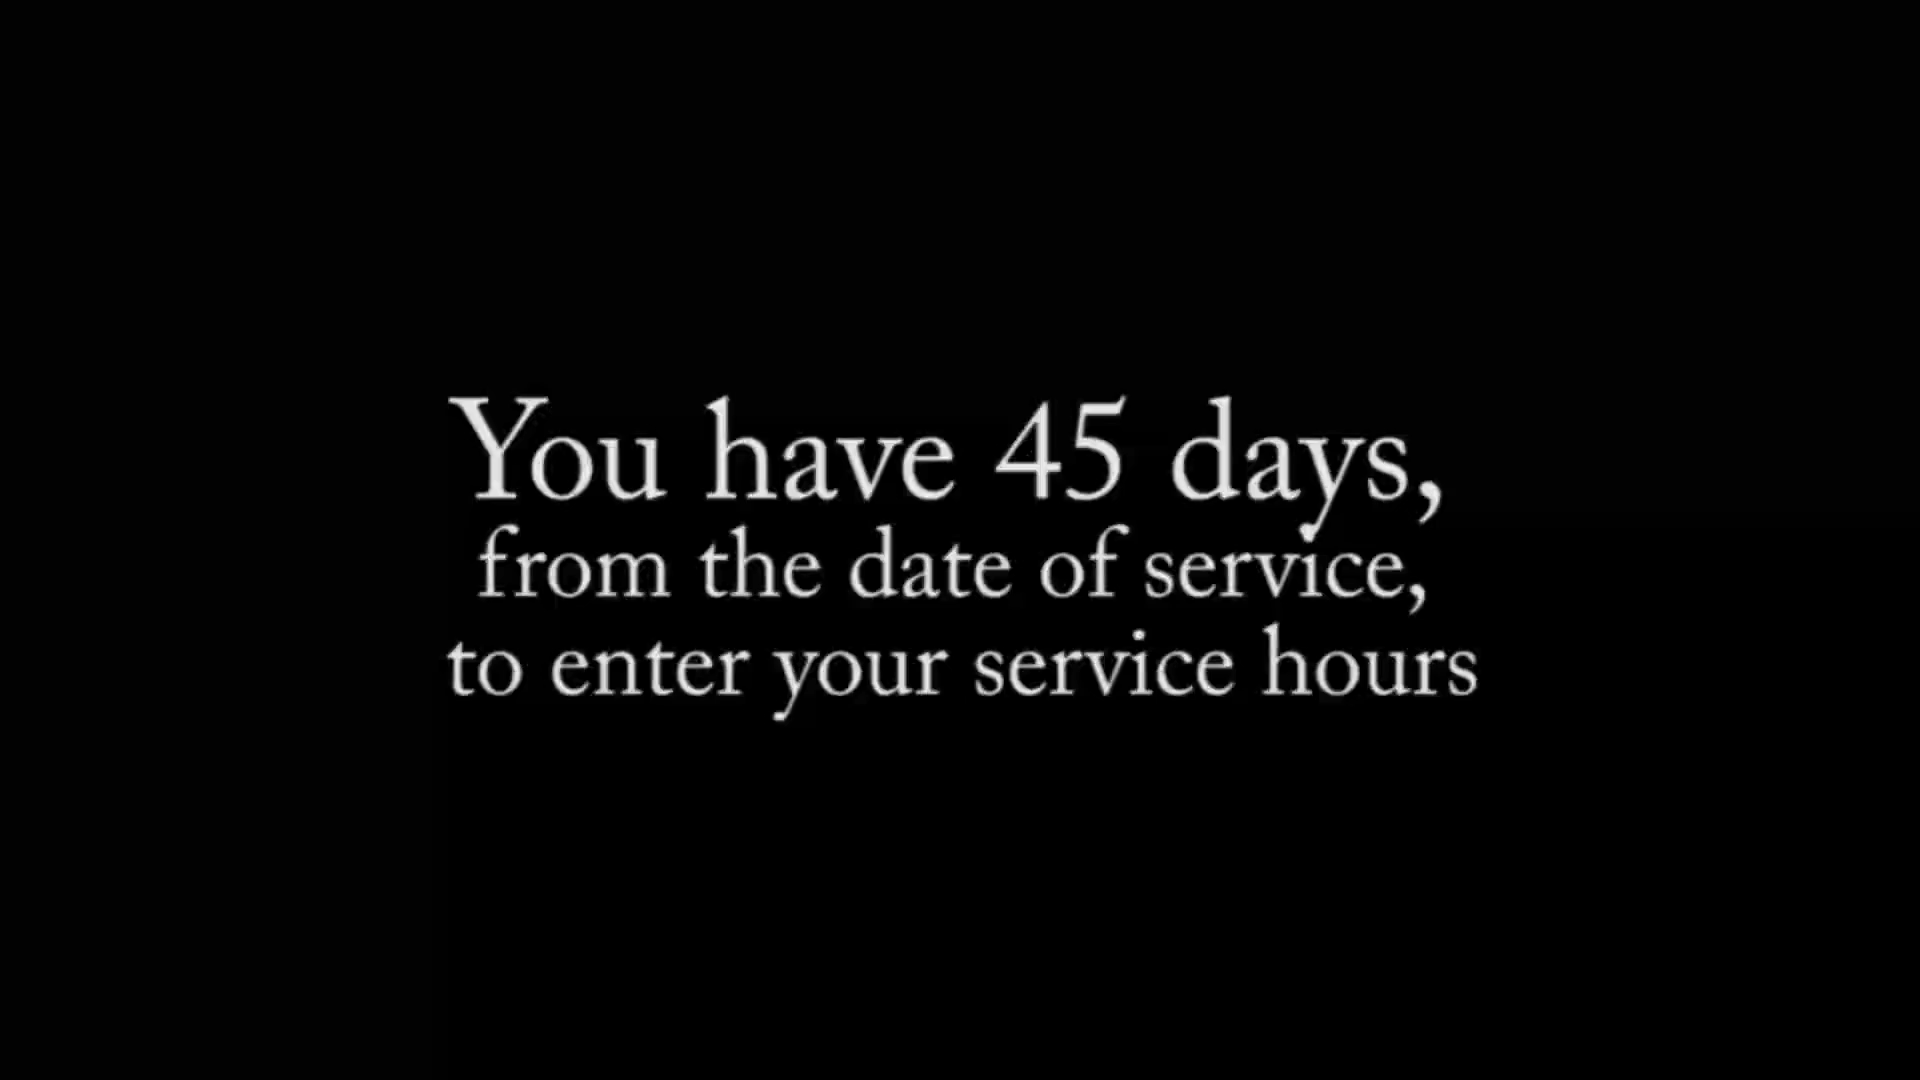 You have 45 days,
from the date of service,
to enter your service hours